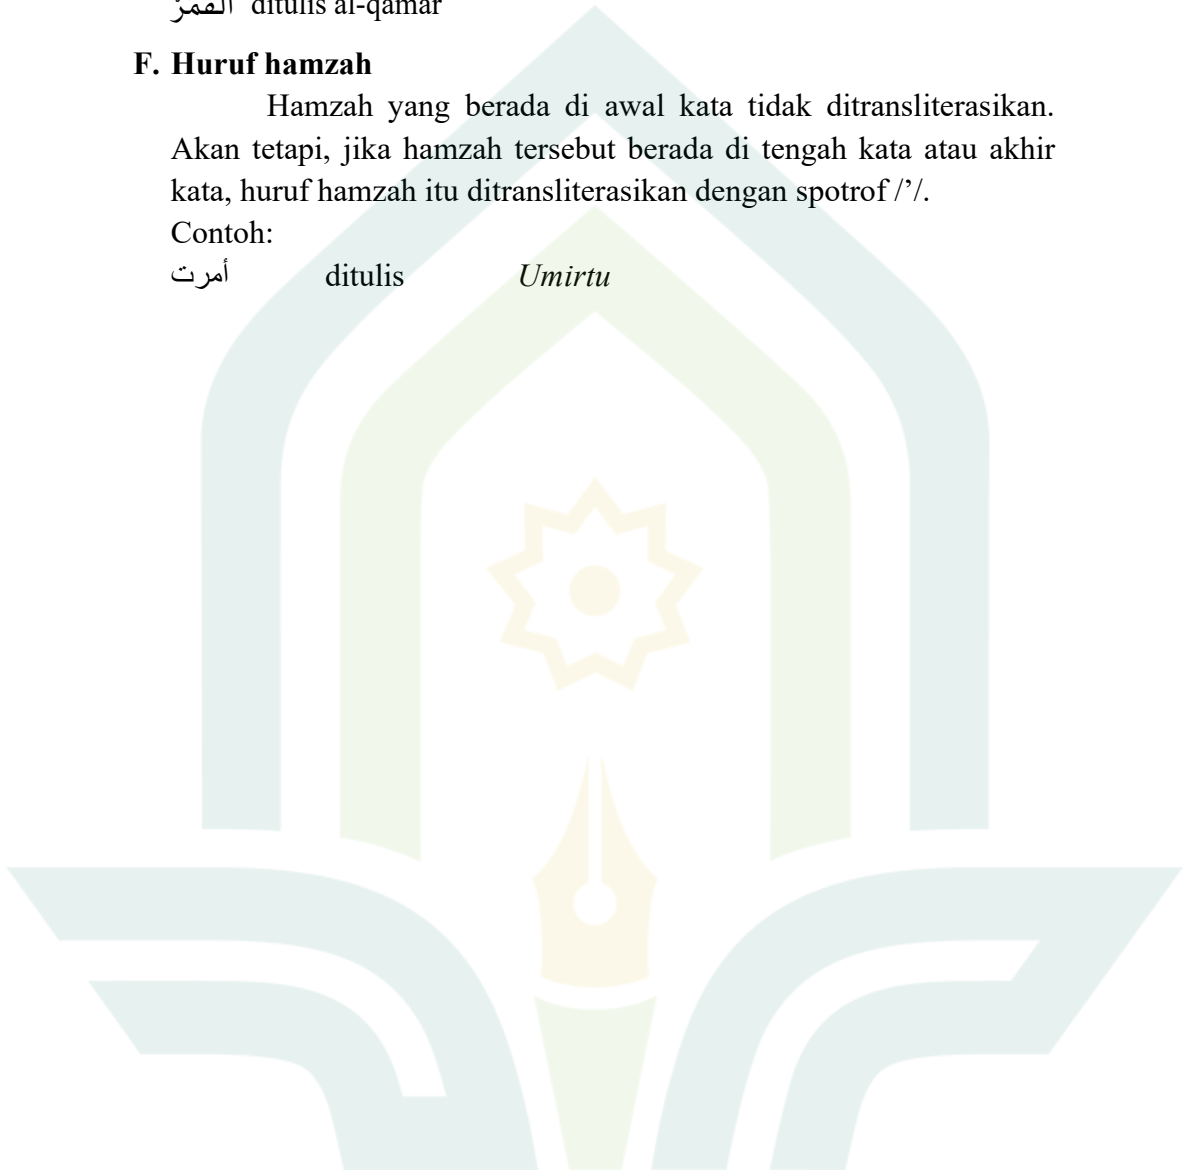 القمر ditulis al-qamar
F. Huruf hamzah
Hamzah yang berada di awal kata tidak ditransliterasikan.
Akan tetapi, jika hamzah tersebut berada di tengah kata atau akhir
kata, huruf hamzah itu ditransliterasikan dengan spotrof /’/.
Contoh:
أمرت ditulis Umirtu